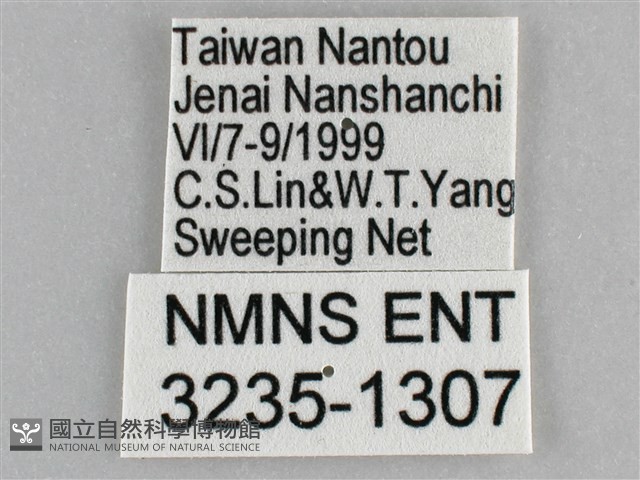 Taiwan Nantou
Jenai Nanshanchi
VI/7-9/1999
C.S.Lin&W.T.Yang
Sweeping Net
NMNS ENT
3235-1307
國立自然科學博物館
NATIONAL MUSEUM OF NATURAL SCIENCE